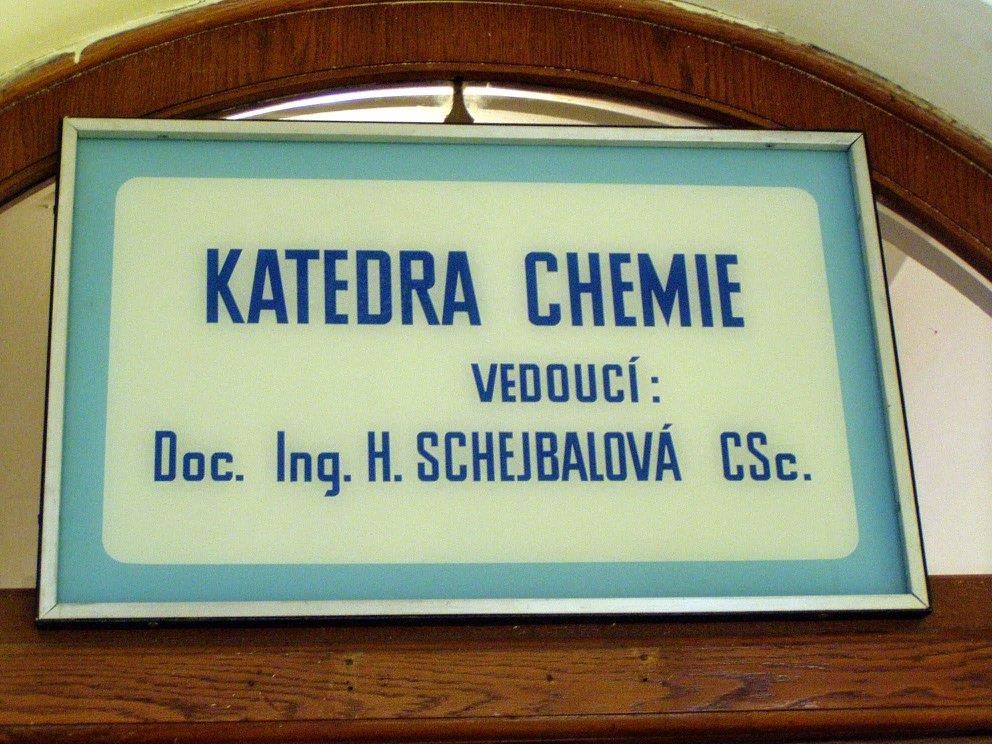 KATEDRA CHEMIE
VEDOUCÍ:
Doc. Ing. H. SCHEJBALOVÁ CSc.